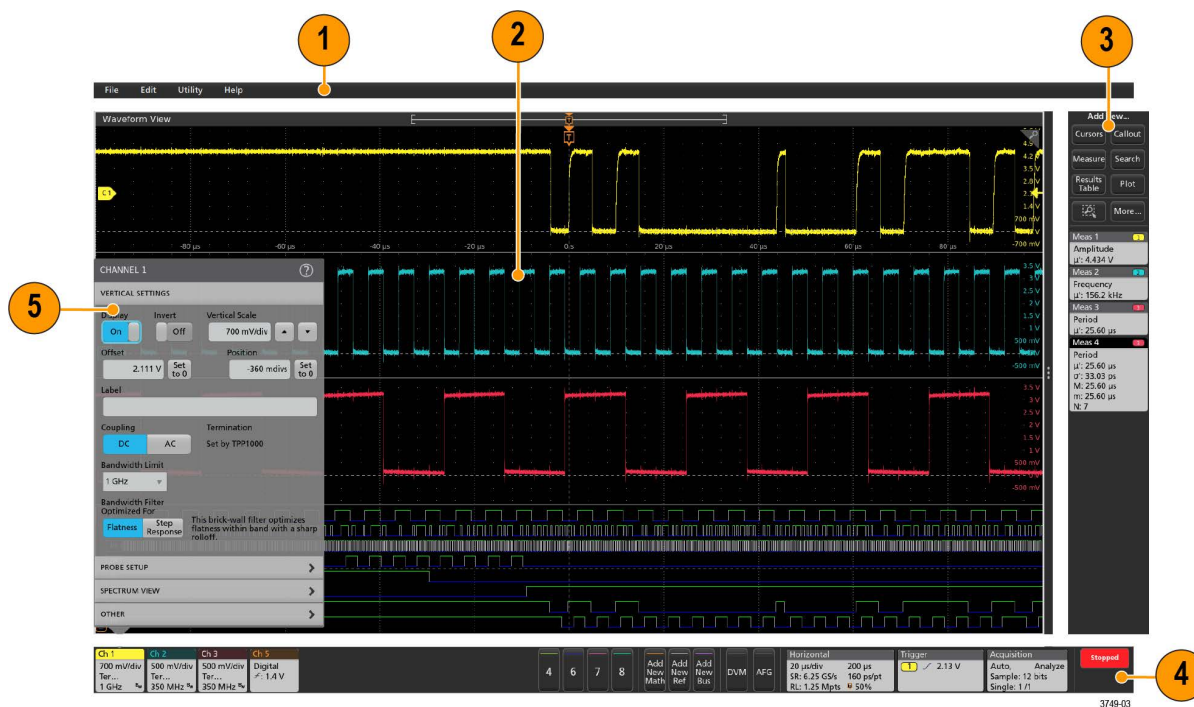 1
2
3
File Edit Utility Help
Waveform View
Add New...
Cursors Callout
Measure Search
Results Table Plot
More...
C1
T
T
2.8 V
1.4 V
700 mV
-700 mV
-80 µs -60 µs -40 µs -20 µs 0 s 20 µs 40 µs 60 µs 80 µs
Meas 1 1
Amplitude
µ': 4.434 V
Meas 2 2
Frequency
µ': 156.2 kHz
Meas 3 1
Period
µ': 25.60 µs
Meas 4 1
Period
µ': 25.60 µs
σ': 33.03 ps
M: 25.60 µs
m: 25.60 µs
N: 7
3.5 V
3 V
2.5 V
2 V
1.5 V
1 V
500 mV
-500 mV
3.5 V
3 V
2.5 V
2 V
1.5 V
1 V
500 mV
-500 mV
5
CHANNEL 1 ?
VERTICAL SETTINGS
Display Invert Vertical Scale
On Off 700 mV/div
Offset Position
2.111 V Set to 0 -360 mdivs Set to 0
Label
Coupling Termination
DC AC Set by TPP1000
Bandwidth Limit
1 GHz
Bandwidth Filter
Optimized For
Flatness Step Response This brick-wall filter optimizes
flatness within band with a sharp
rolloff.
PROBE SETUP
SPECTRUM VIEW
OTHER
Ch 1
700 mV/div
Ter...
1 GHz
Ch 2
500 mV/div
Ter...
350 MHz
Ch 3
500 mV/div
Ter...
350 MHz
Ch 5
Digital
1.4 V
4 6 7 8
Add New Math
Add New Ref
Add New Bus
DVM AFG
Horizontal
20 µs/div 200 µs
SR: 6.25 GS/s 160 ps/pt
RL: 1.25 Mpts 50%
Trigger
1 2.13 V
Acquisition
Auto, Analyze
Sample: 12 bits
Single: 1 /1
Stopped
4
3749-03